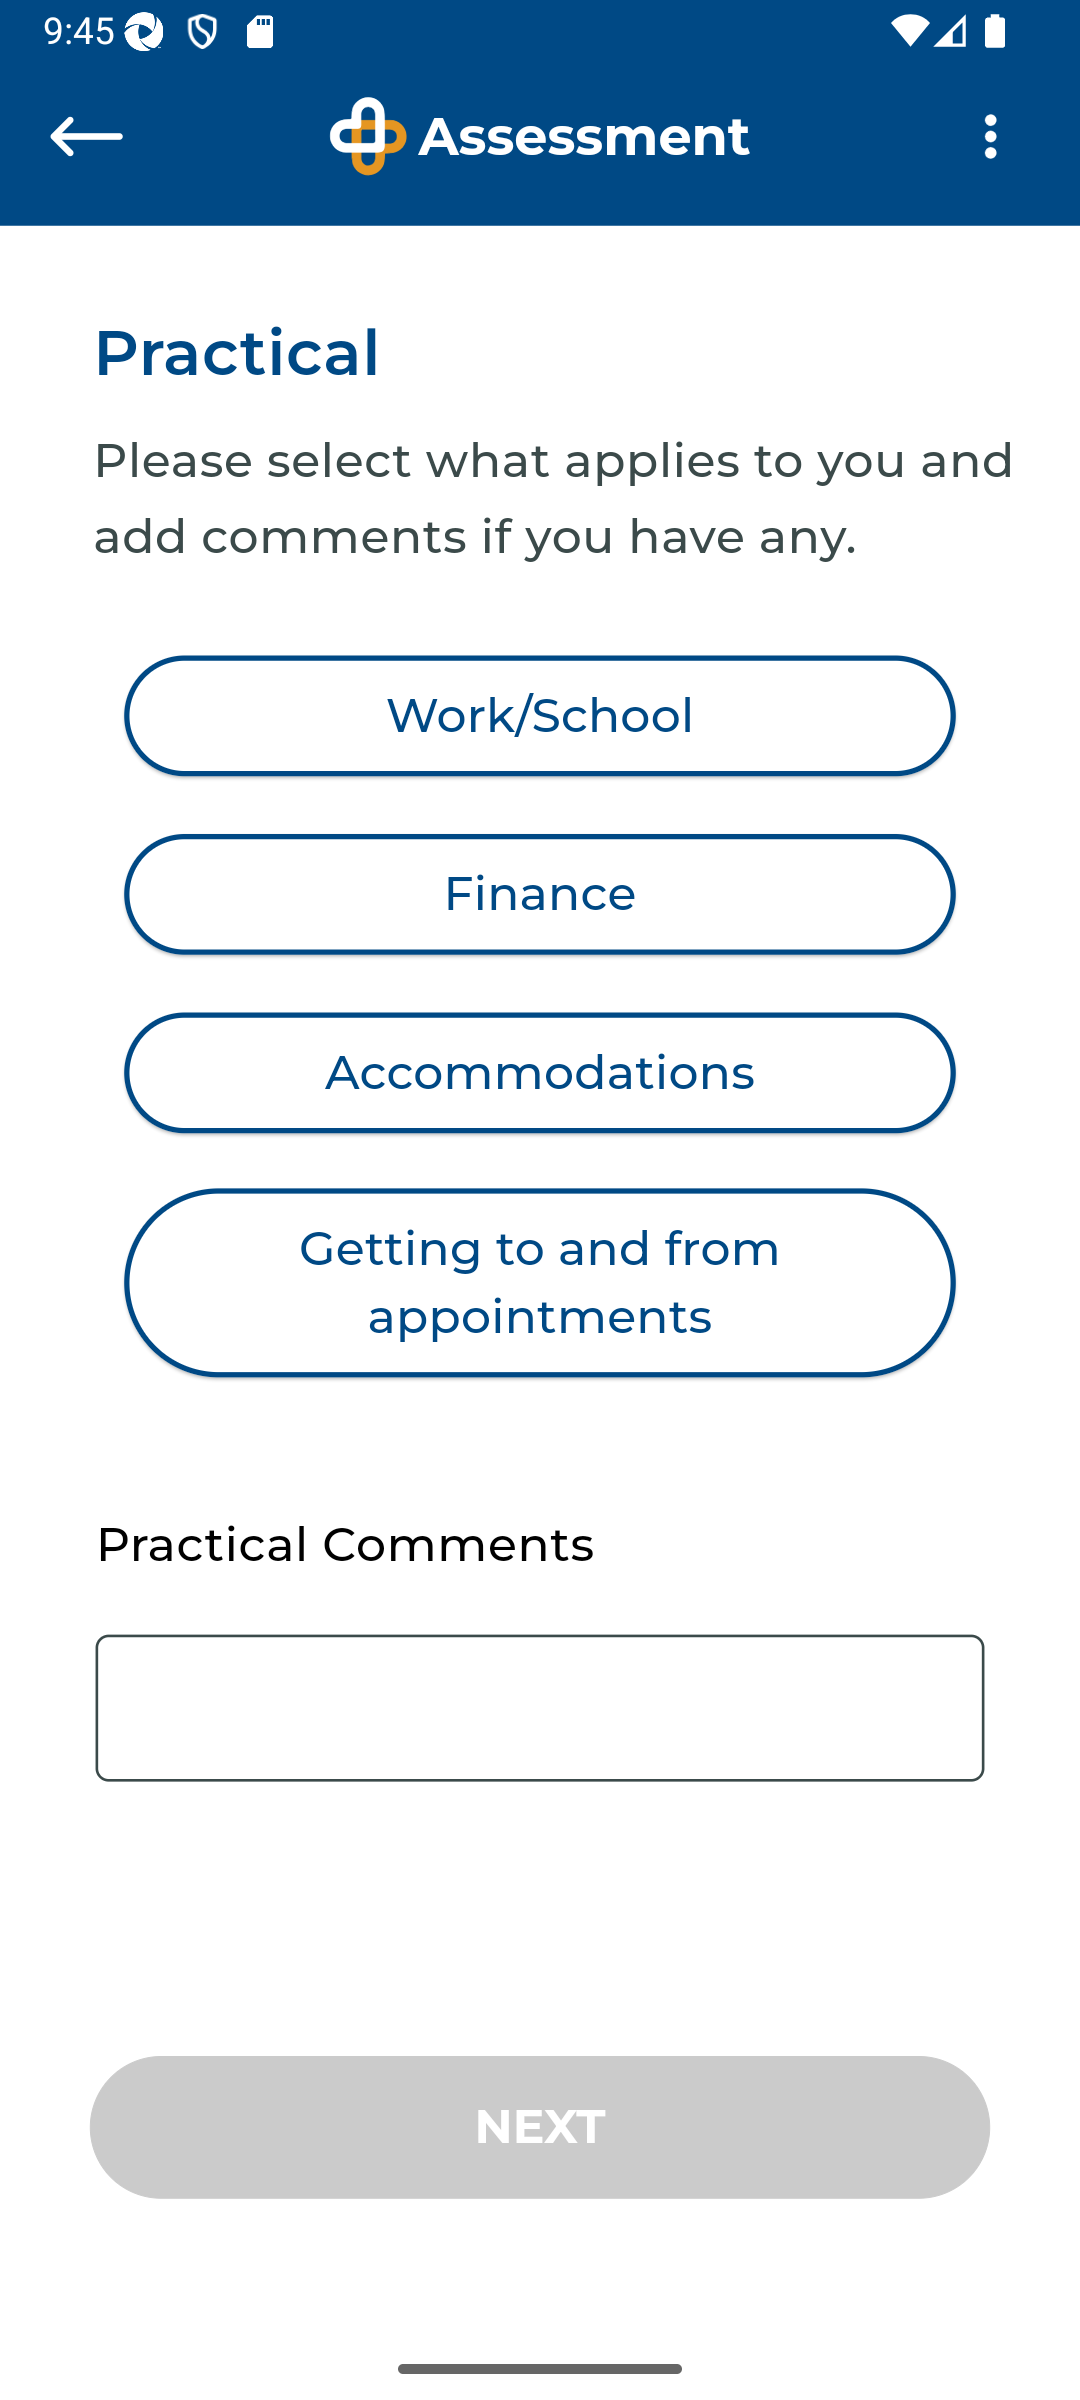 9:45
Assessment
Practical
Please select what applies to you and
add comments if you have any.
Work/School
Finance
Accommodations
Getting to and from
appointments
Practical Comments
NEXT